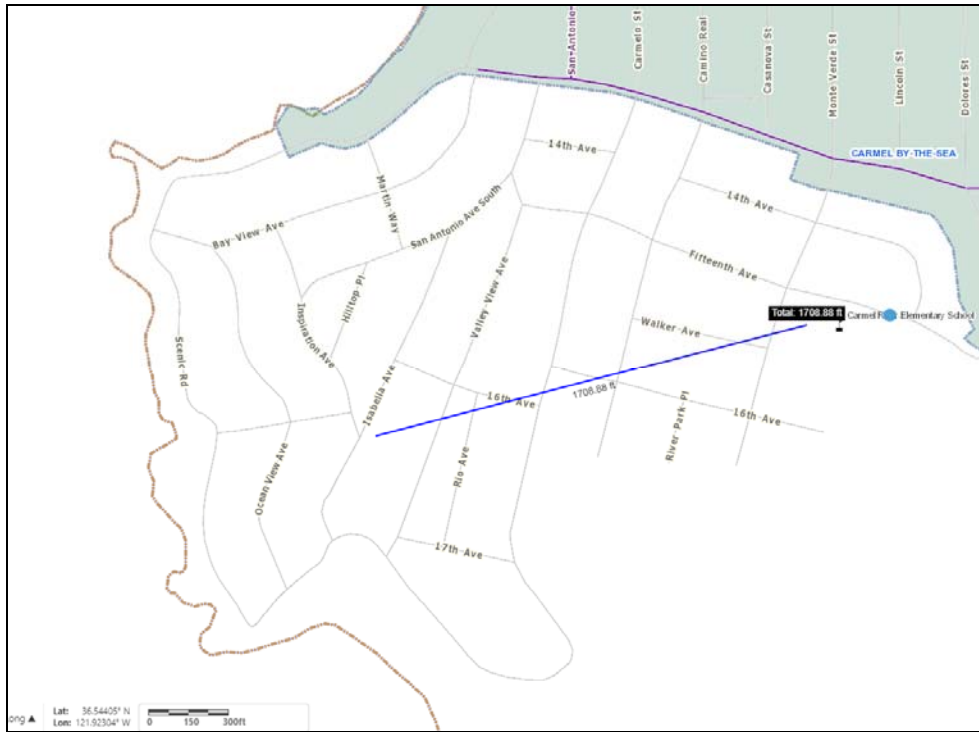 San-Antonio-
Carmelo St
Camino Real
Casanova St
Monte Verde St
Lincoln St
Dolores St
CARMEL BY-THE-SEA
14th Ave
14th Ave
Martin-Way
San Antonio Ave South
Bay-View Ave
Hilltop-Pl
Inspiration Ave
Valley-View-Ave
Fifteenth-Ave
Total: 1708.88 ft
Elementary School
Walker-Ave
Scenic-Rd
Isabella-Ave
16th Ave
1708.88 ft
16th Ave
River-Park-Pl
Rio-Ave
Ocean View Ave
17th Ave
Lat: 36.54405° N
Lon: 121.92304° W
0 150 300ft